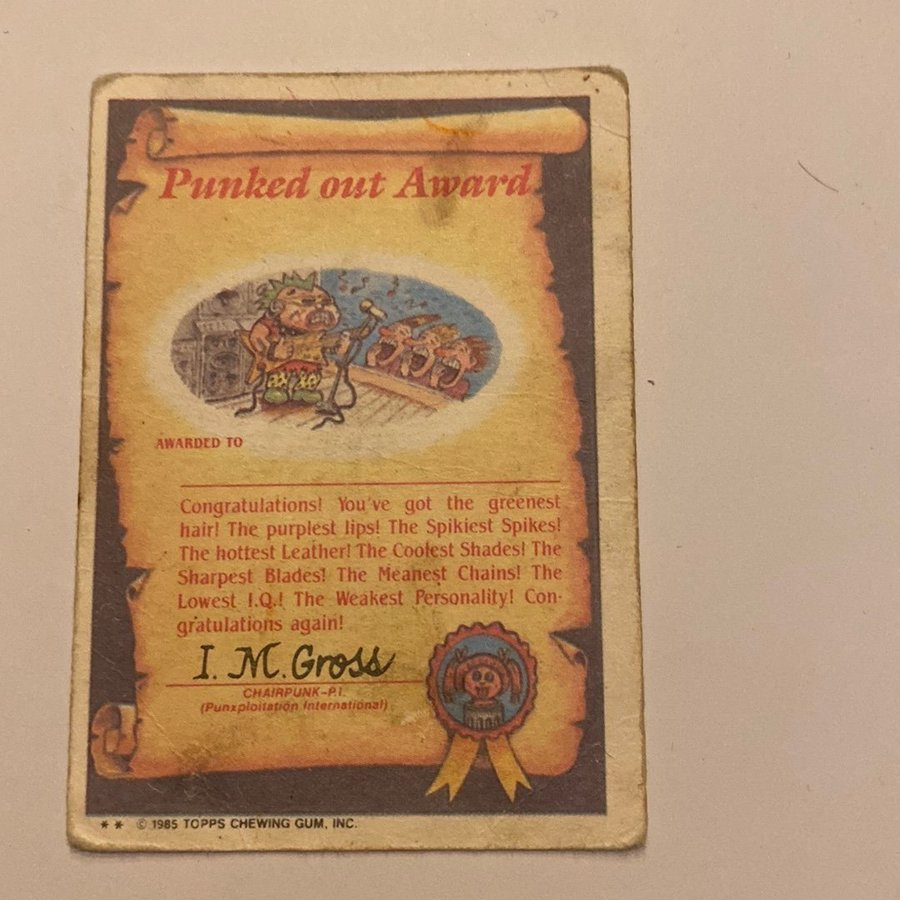 Punked out Award
AWARDED TO
Congratulations! You've got the greenest
hair! The purplest lips! The Spikiest Spikes!
The hottest Leather! The Coolest Shades! The
Sharpest Blades! The Meanest Chains! The
Lowest I.Q.! The Weakest Personality! Con-
gratulations again!
I. M. Gross
CHAIRPUNK-P.I.
(Punxploitation International)
** © 1985 TOPPS CHEWING GUM, INC.